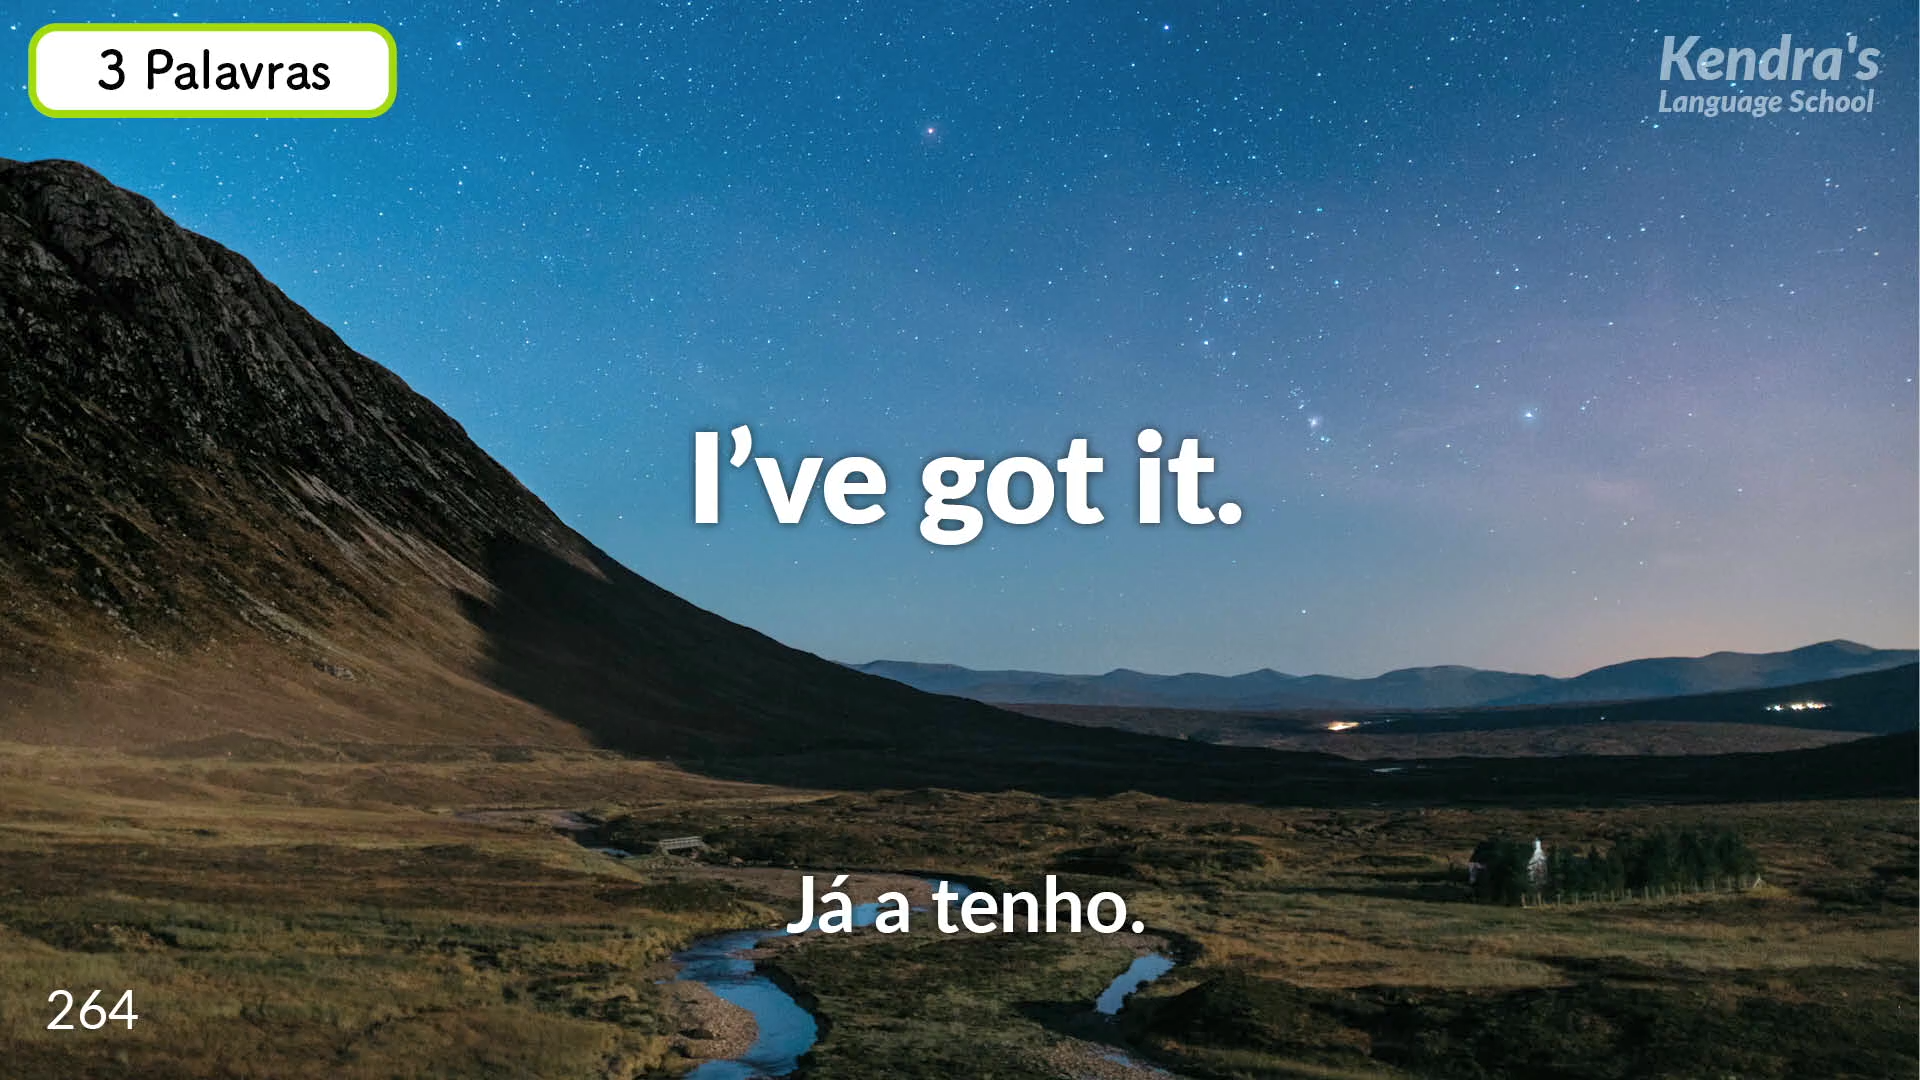 3 Palavras
Kendra's
Language School
I’ve got it.
Já a tenho.
264